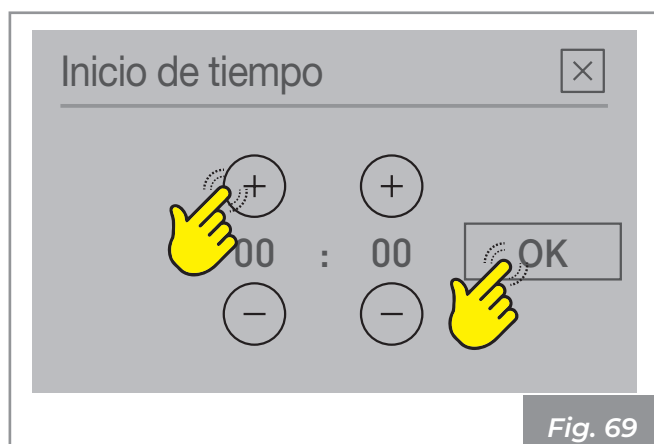 Inicio de tiempo
+ +
00 : 00 OK
− −
Fig. 69